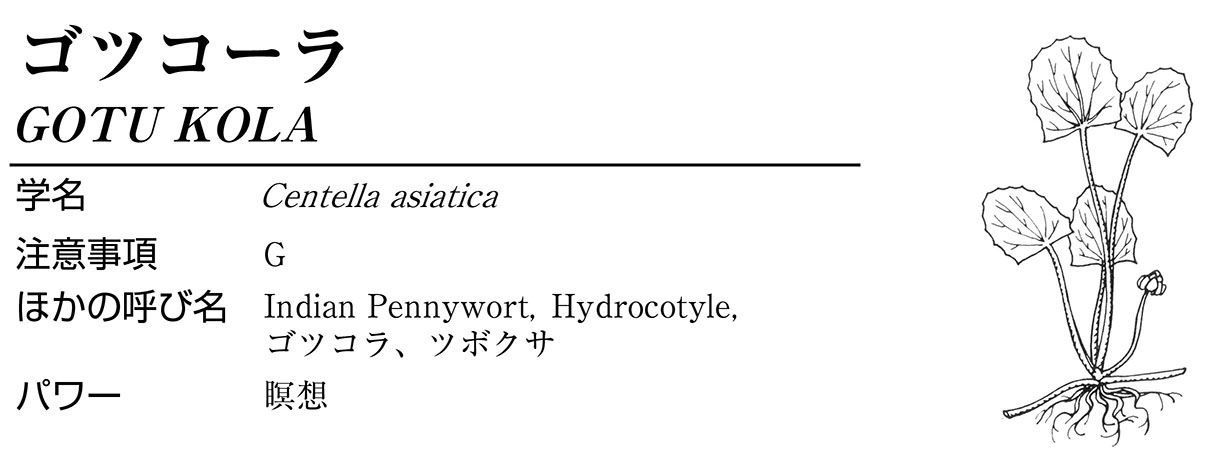 ゴツコーラ
GOTU KOLA
学名 Centella asiatica
注意事項 G
ほかの呼び名 Indian Pennywort, Hydrocotyle,
ゴツコラ、ツボクサ
パワー 瞑想